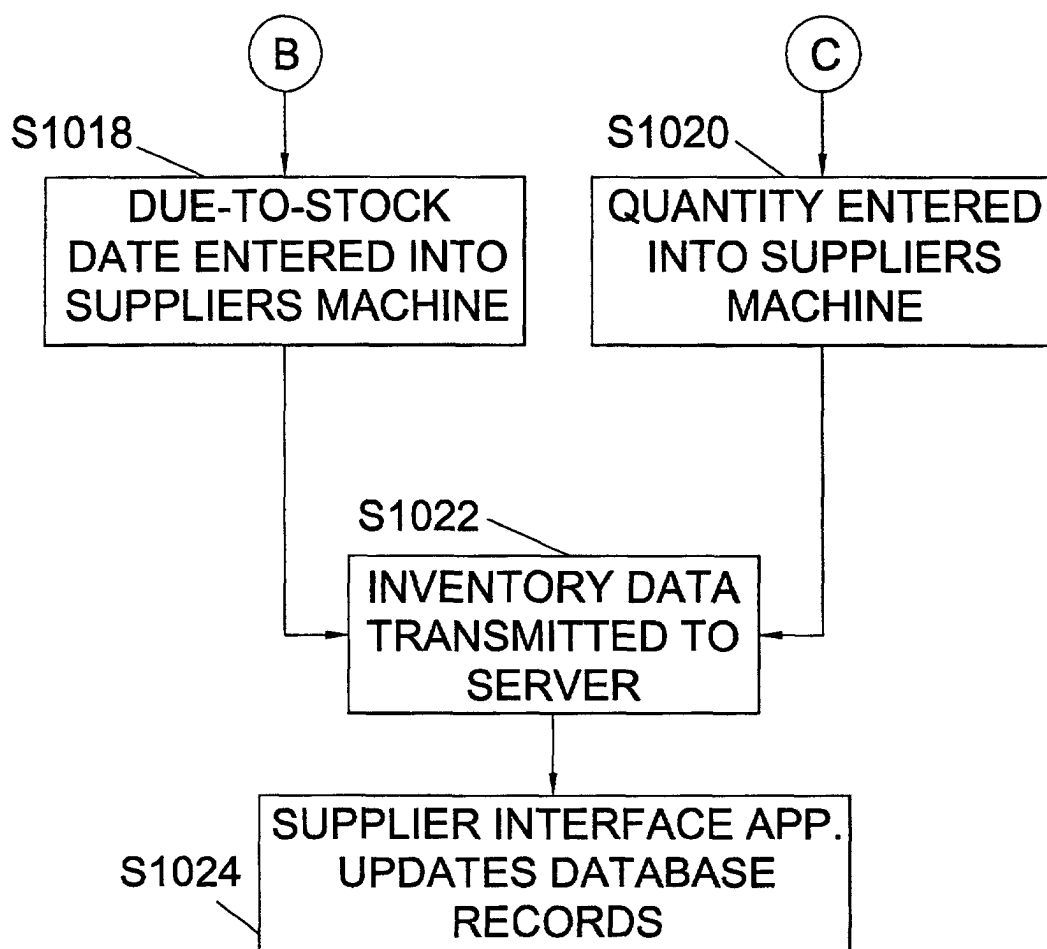 B
C
S1018
S1020
DUE-TO-STOCK
DATE ENTERED INTO
SUPPLIERS MACHINE
QUANTITY ENTERED
INTO SUPPLIERS
MACHINE
S1022
INVENTORY DATA
TRANSMITTED TO
SERVER
SUPPLIER INTERFACE APP.
UPDATES DATABASE
RECORDS
S1024